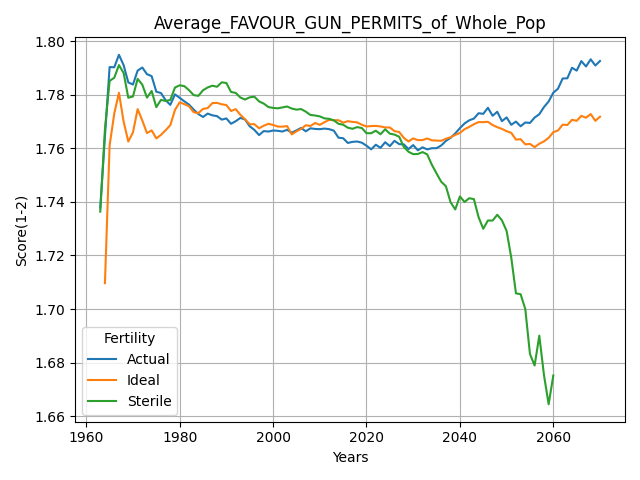 Average_FAVOUR_GUN_PERMITS_of_Whole_Pop
Score(1-2)
1.80
1.78
1.76
1.74
1.72
1.70
1.68
1.66
Fertility
Actual
Ideal
Sterile
1960 1980 2000 2020 2040 2060
Years